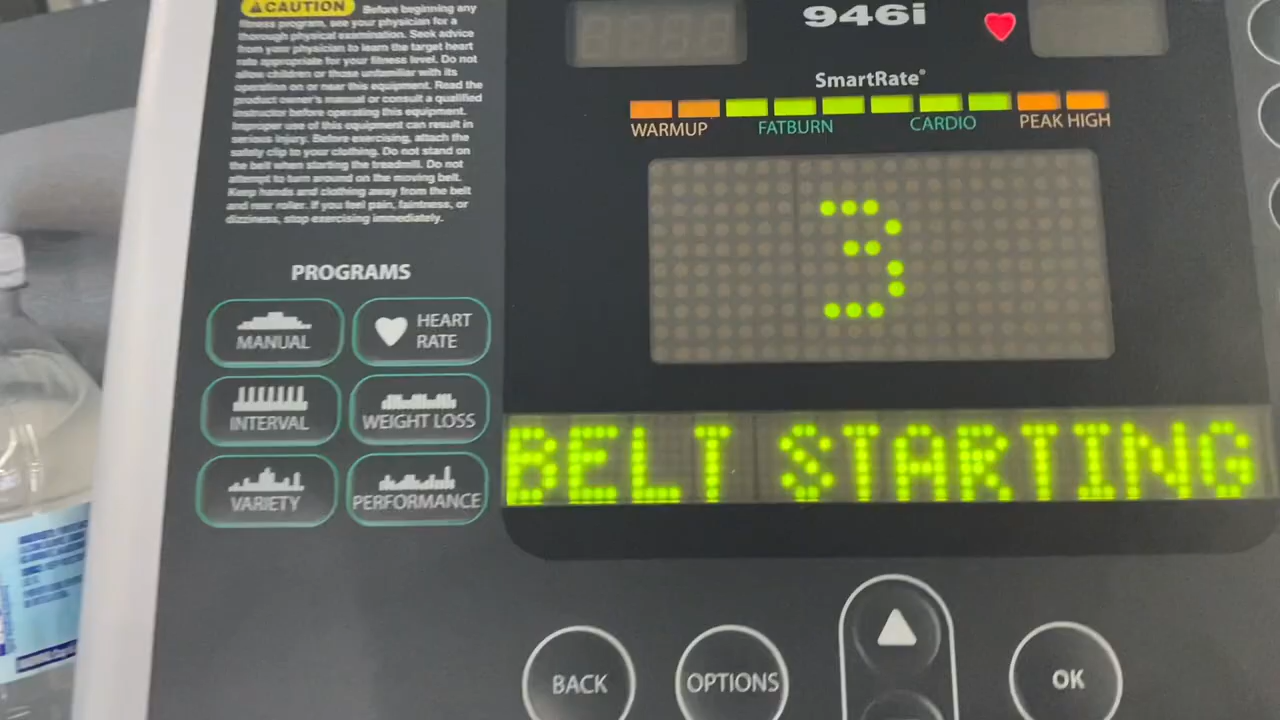 CAUTION Before beginning any
fitness program, see your physician for a
thorough physical examination. Seek advice
from your physician to learn the target heart
rate appropriate for your fitness level. Do not
allow children or those unfamiliar with its
operation on or near this equipment. Read the
product owner's manual or consult a qualified
instructor before operating this equipment.
Improper use of this equipment can result in
serious injury. Before exercising, attach the
safety clip to your clothing. Do not stand on
the belt when starting the treadmill. Do not
attempt to turn around on the moving belt.
Keep hands and clothing away from the belt
and rear roller. If you feel pain, faintness, or
dizziness, stop exercising immediately.
946i
SmartRate®
WARMUP FATBURN CARDIO PEAK HIGH
3
PROGRAMS
MANUAL
HEART
RATE
INTERVAL
WEIGHT LOSS
VARIETY
PERFORMANCE
BELT STARTING
BACK
OPTIONS
OK